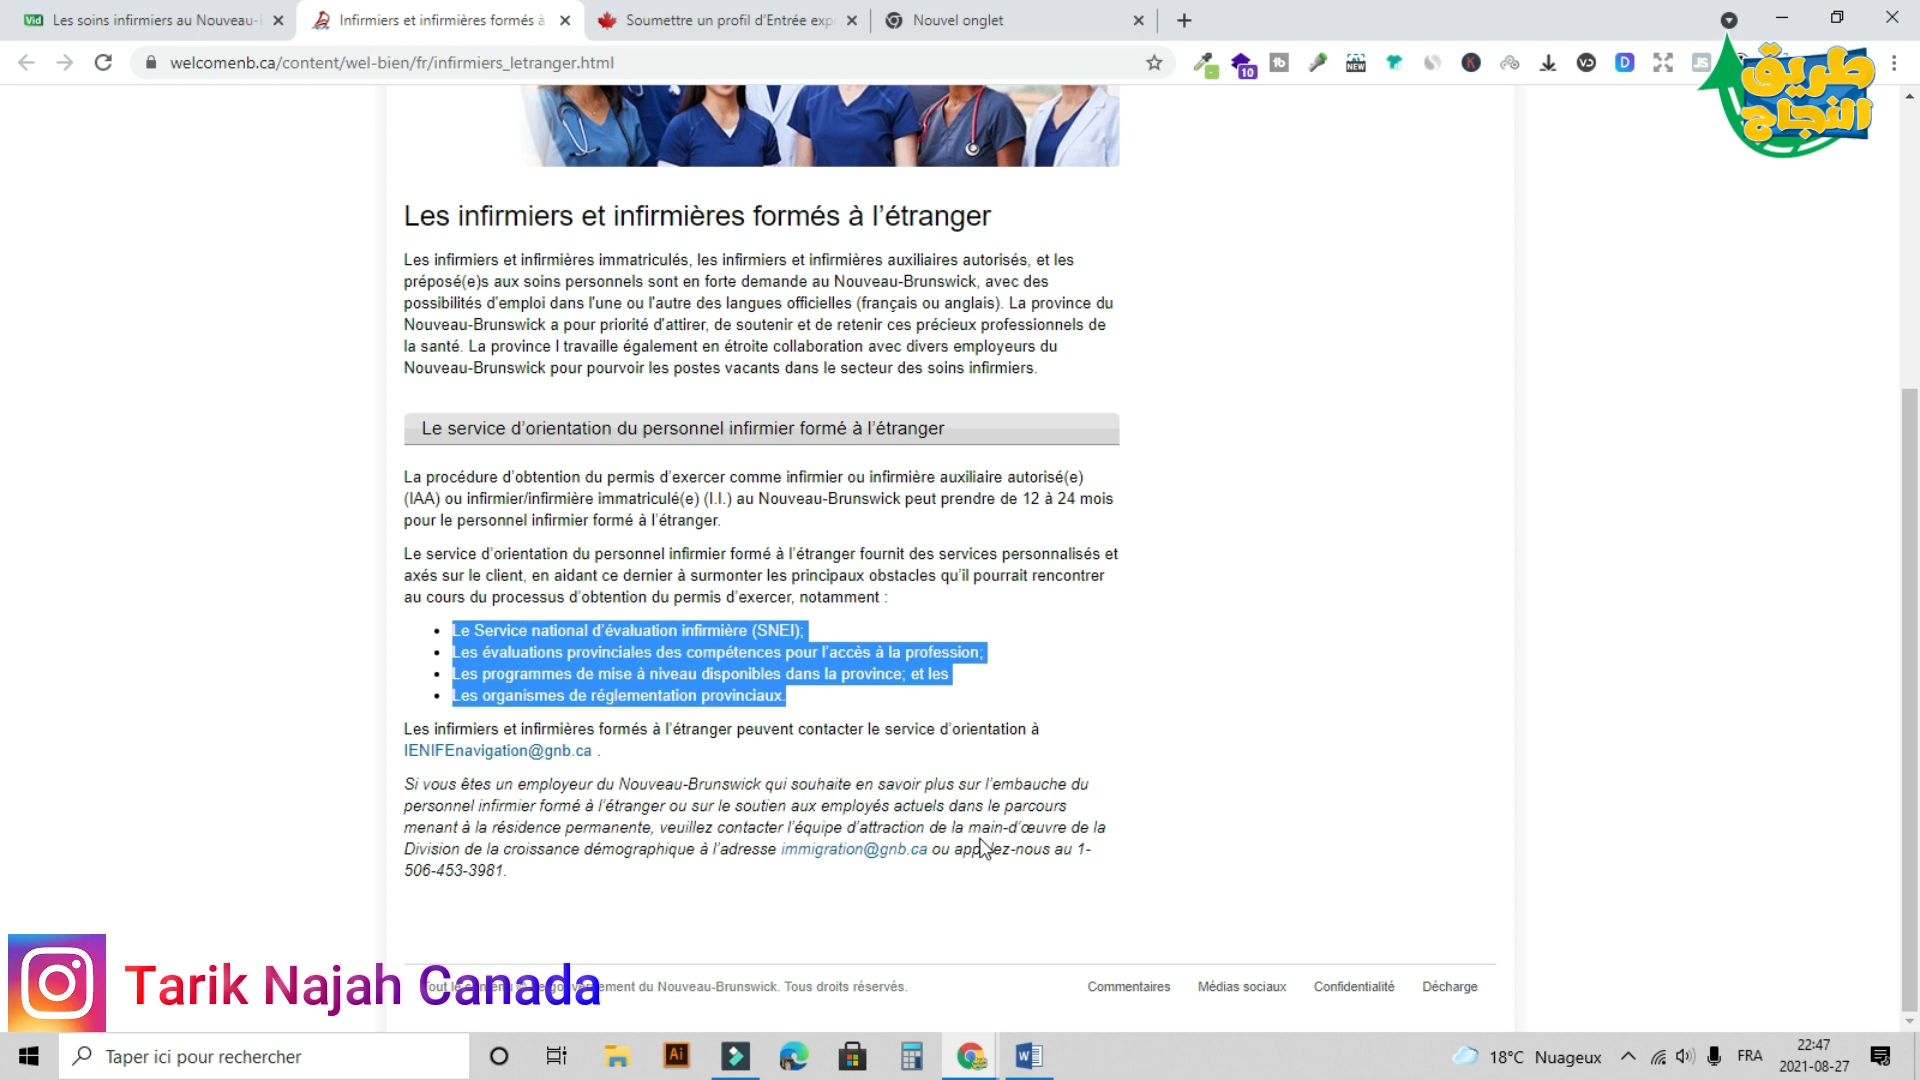 Vid Les soins infirmiers au Nouveau-
Infirmiers et infirmières formés à
Soumettre un profil d'Entrée exp
Nouvel onglet
welcomenb.ca/content/wel-bien/fr/infirmiers_letranger.html
10
NEW
K
D
JS
طريق
النجاح
Les infirmiers et infirmières formés à l'étranger
Les infirmiers et infirmières immatriculés, les infirmiers et infirmières auxiliaires autorisés, et les
préposé(e)s aux soins personnels sont en forte demande au Nouveau-Brunswick, avec des
possibilités d'emploi dans l'une ou l'autre des langues officielles (français ou anglais). La province du
Nouveau-Brunswick a pour priorité d'attirer, de soutenir et de retenir ces précieux professionnels de
la santé. La province l travaille également en étroite collaboration avec divers employeurs du
Nouveau-Brunswick pour pourvoir les postes vacants dans le secteur des soins infirmiers.
Le service d'orientation du personnel infirmier formé à l'étranger
La procédure d'obtention du permis d'exercer comme infirmier ou infirmière auxiliaire autorisé(e)
(IAA) ou infirmier/infirmière immatriculé(e) (I.I.) au Nouveau-Brunswick peut prendre de 12 à 24 mois
pour le personnel infirmier formé à l'étranger.
Le service d'orientation du personnel infirmier formé à l'étranger fournit des services personnalisés et
axés sur le client, en aidant ce dernier à surmonter les principaux obstacles qu'il pourrait rencontrer
au cours du processus d'obtention du permis d'exercer, notamment :
• Le Service national d'évaluation infirmière (SNEI);
• Les évaluations provinciales des compétences pour l'accès à la profession;
• Les programmes de mise à niveau disponibles dans la province; et les
• Les organismes de réglementation provinciaux.
Les infirmiers et infirmières formés à l'étranger peuvent contacter le service d'orientation à
IENIFEnavigation@gnb.ca .
Si vous êtes un employeur du Nouveau-Brunswick qui souhaite en savoir plus sur l'embauche du
personnel infirmier formé à l'étranger ou sur le soutien aux employés actuels dans le parcours
menant à la résidence permanente, veuillez contacter l'équipe d'attraction de la main-d'œuvre de la
Division de la croissance démographique à l'adresse immigration@gnb.ca ou appelez-nous au 1-
506-453-3981.
Tarik Najah Canada
Tout le gouvernement du Nouveau-Brunswick. Tous droits réservés.
Commentaires Médias sociaux Confidentialité Décharge
Taper ici pour rechercher
Ai
W
18°C Nuageux
FRA
22:47
2021-08-27